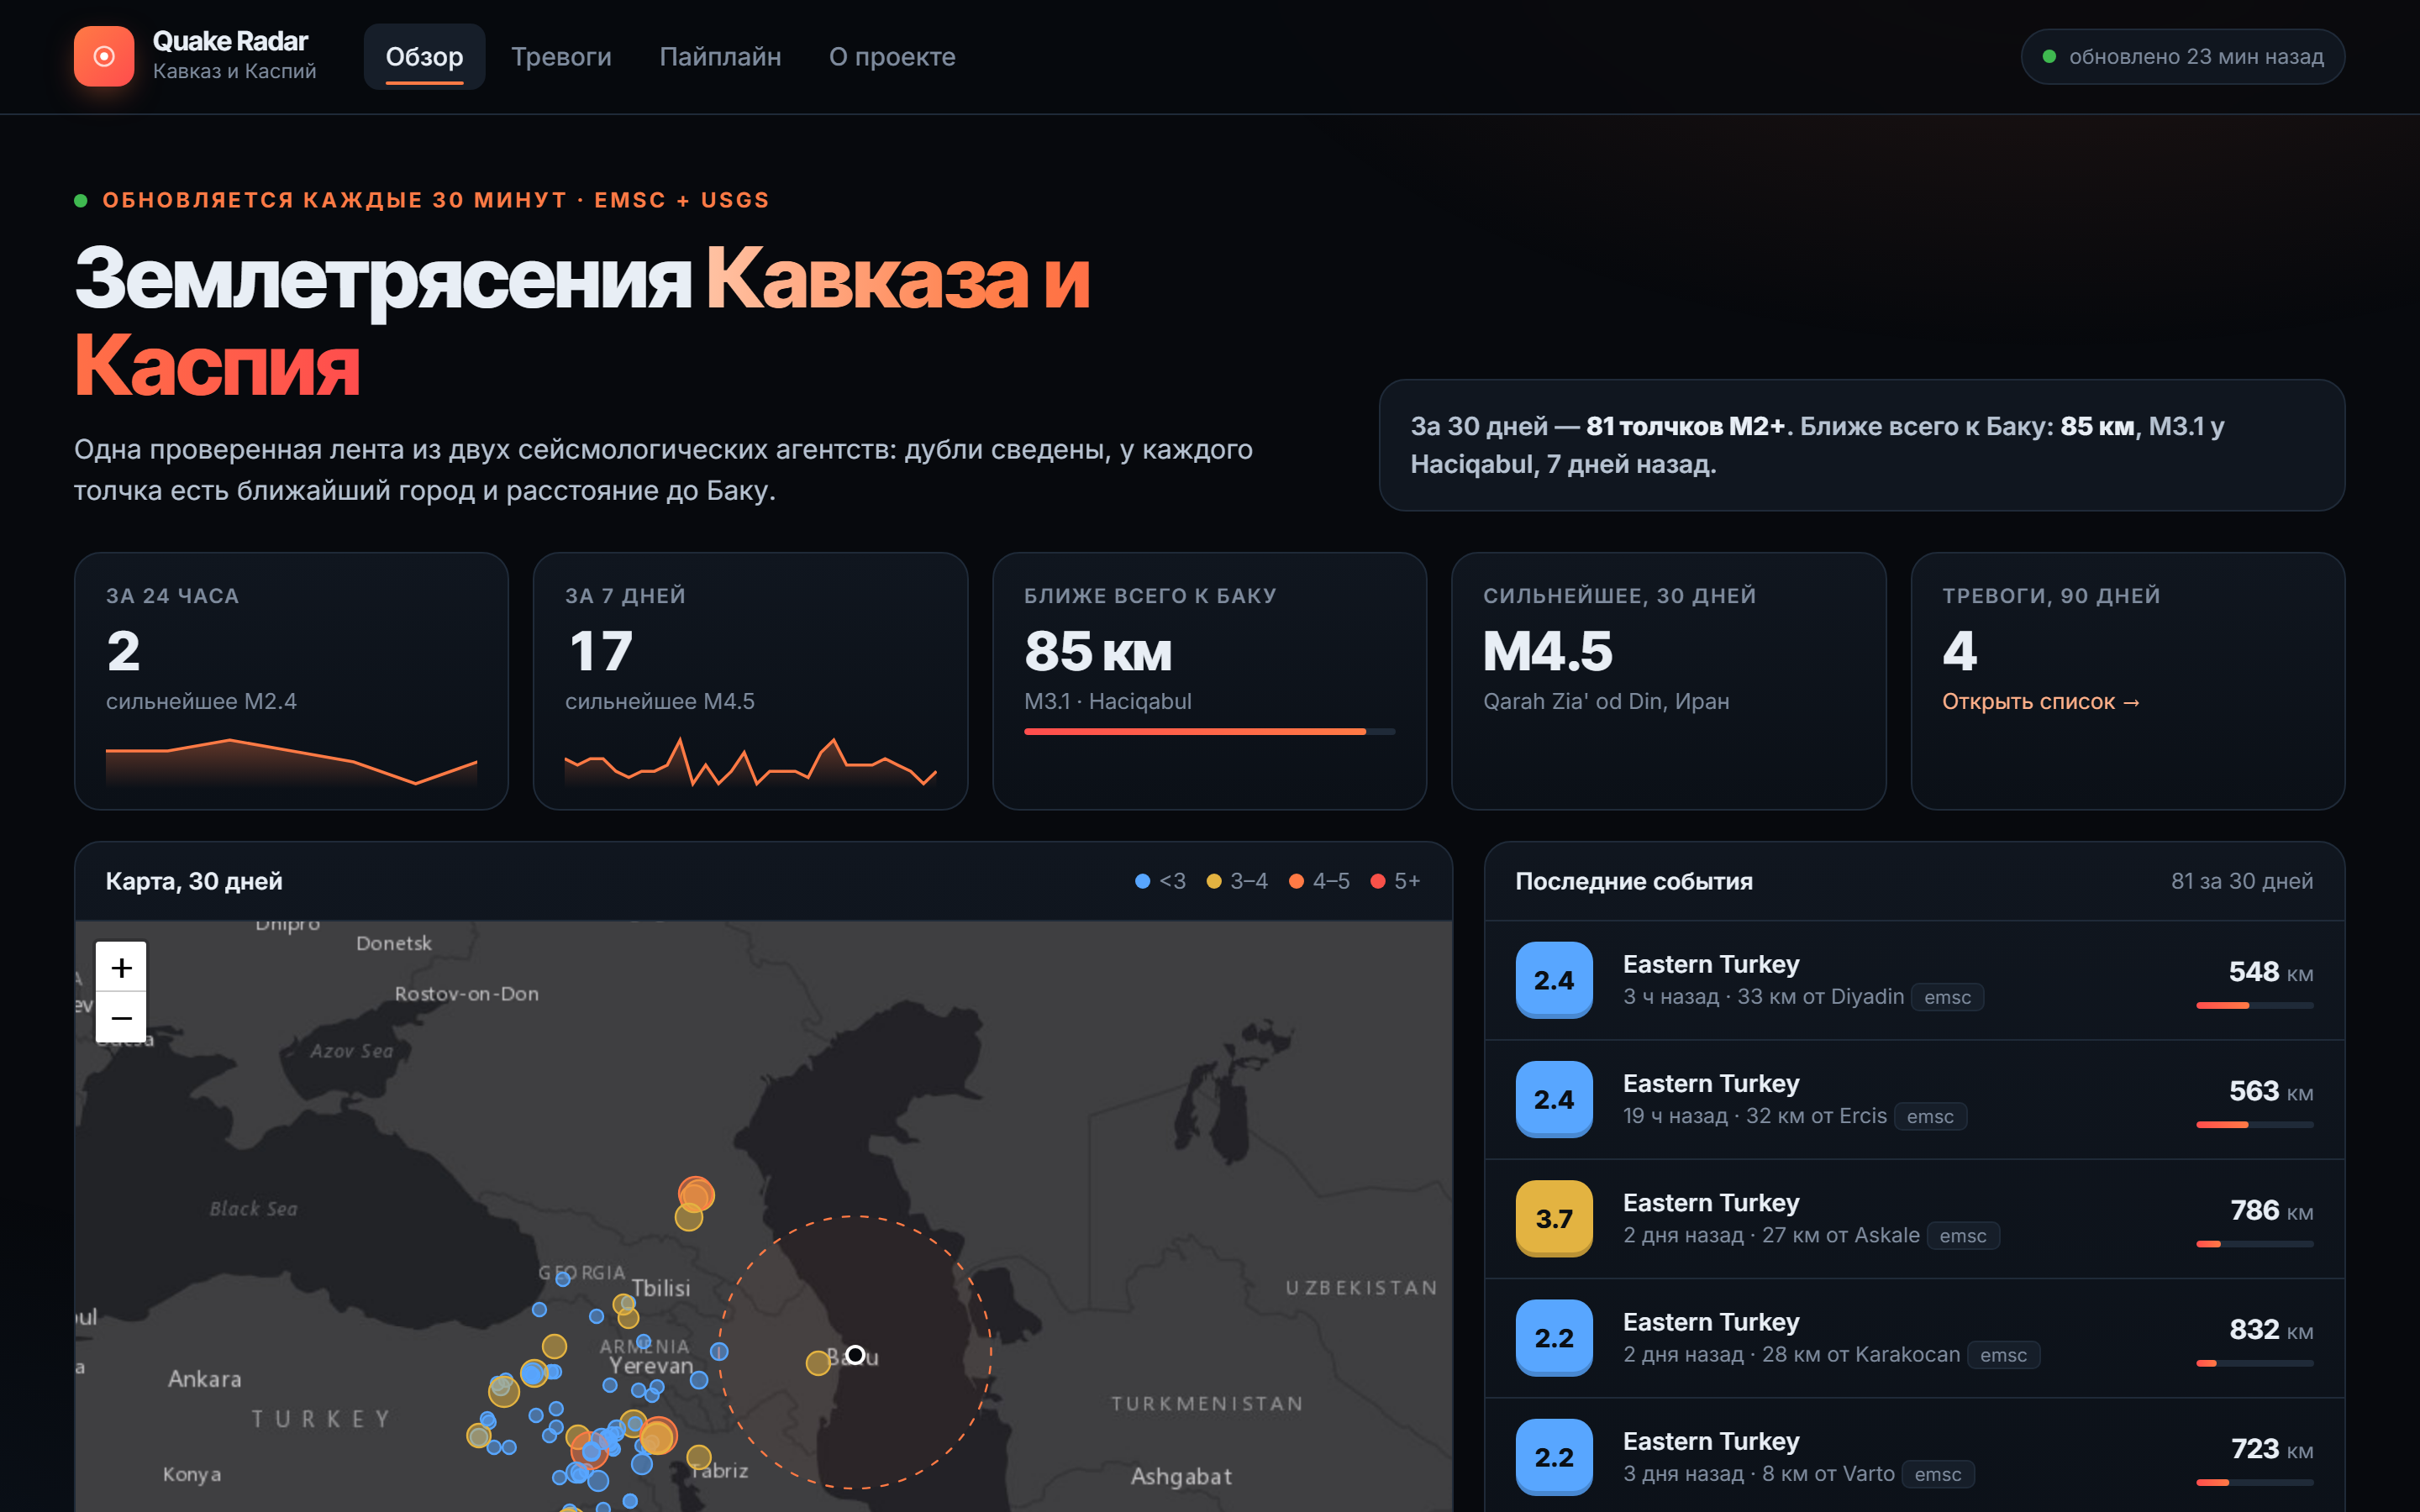 Quake Radar
Кавказ и Каспий
Обзор
Тревоги
Пайплайн
О проекте
обновлено 23 мин назад
ОБНОВЛЯЕТСЯ КАЖДЫЕ 30 МИНУТ · EMSC + USGS
Землетрясения Кавказа и
Каспия
Одна проверенная лента из двух сейсмологических агентств: дубли сведены, у каждого
толчка есть ближайший город и расстояние до Баку.
За 30 дней — 81 толчков M2+. Ближе всего к Баку: 85 км, M3.1 у
Haciqabul, 7 дней назад.
ЗА 24 ЧАСА
2
сильнейшее M2.4
ЗА 7 ДНЕЙ
17
сильнейшее M4.5
БЛИЖЕ ВСЕГО К БАКУ
85 км
M3.1 · Haciqabul
СИЛЬНЕЙШЕЕ, 30 ДНЕЙ
M4.5
Qarah Zia' od Din, Иран
ТРЕВОГИ, 90 ДНЕЙ
4
Открыть список →
Карта, 30 дней
<3
3–4
4–5
5+
+
−
Dnipro
Donetsk
Rostov-on-Don
Azov Sea
Black Sea
GEORGIA
Tbilisi
ARMENIA
Yerevan
Baku
UZBEKISTAN
Ankara
TURKEY
TURKMENISTAN
Konya
Tabriz
Ashgabat
Последние события
81 за 30 дней
2.4
Eastern Turkey
3 ч назад · 33 км от Diyadin emsc
548 км
2.4
Eastern Turkey
19 ч назад · 32 км от Ercis emsc
563 км
3.7
Eastern Turkey
2 дня назад · 27 км от Askale emsc
786 км
2.2
Eastern Turkey
2 дня назад · 28 км от Karakocan emsc
832 км
2.2
Eastern Turkey
3 дня назад · 8 км от Varto emsc
723 км